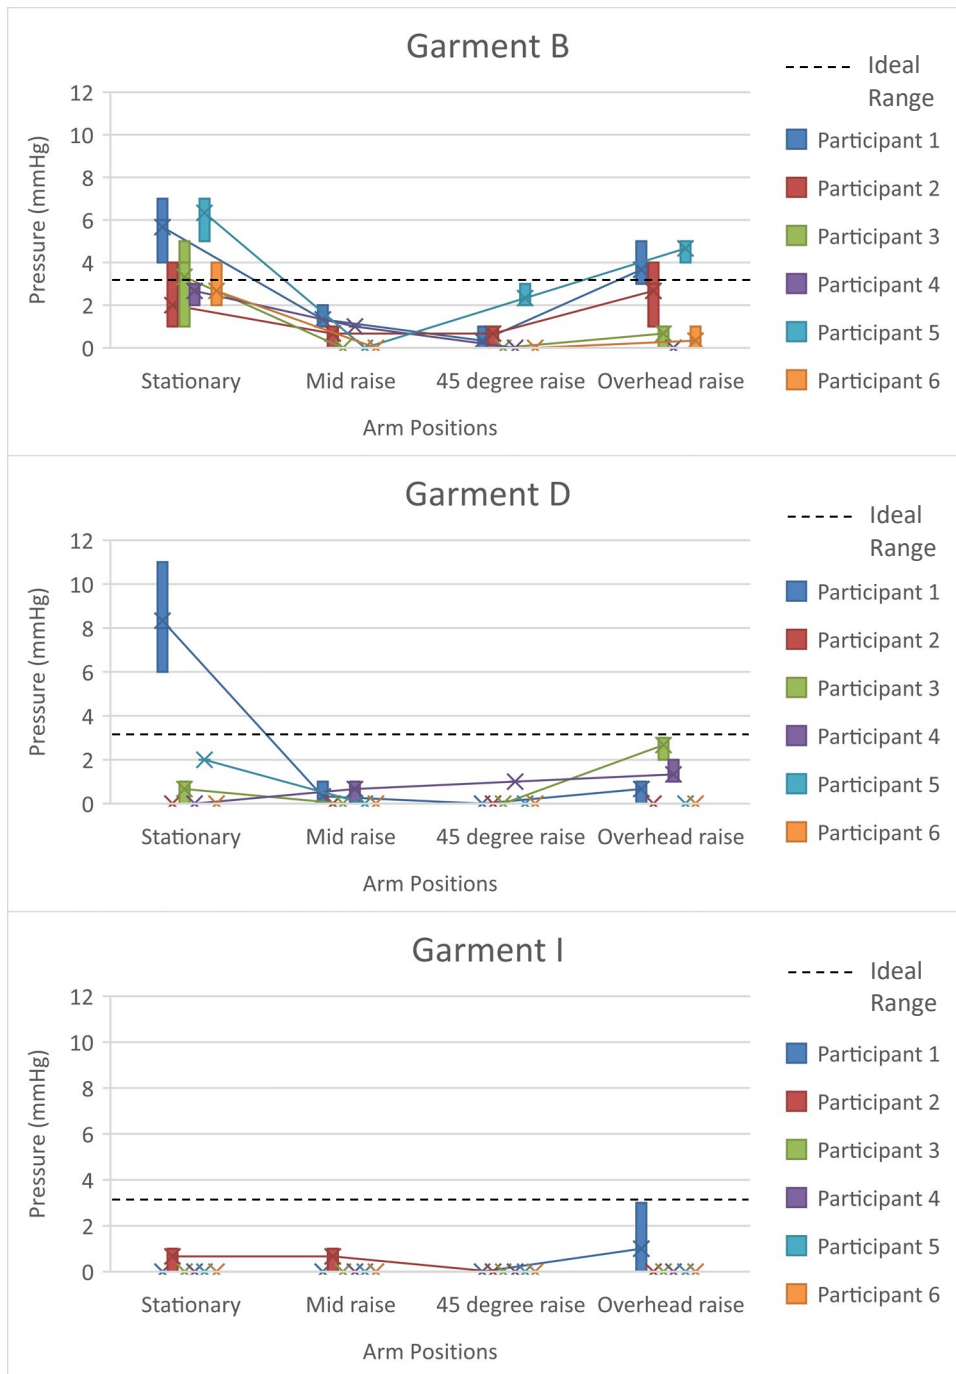 Garment B
Pressure (mmHg)
12
10
8
6
4
2
0
Stationary
Mid raise
45 degree raise
Overhead raise
Arm Positions
Ideal
Range
Participant 1
Participant 2
Participant 3
Participant 4
Participant 5
Participant 6
Garment D
Pressure (mmHg)
12
10
8
6
4
2
0
Stationary
Mid raise
45 degree raise
Overhead raise
Arm Positions
Ideal
Range
Participant 1
Participant 2
Participant 3
Participant 4
Participant 5
Participant 6
Garment I
Pressure (mmHg)
12
10
8
6
4
2
0
Stationary
Mid raise
45 degree raise
Overhead raise
Arm Positions
Ideal
Range
Participant 1
Participant 2
Participant 3
Participant 4
Participant 5
Participant 6